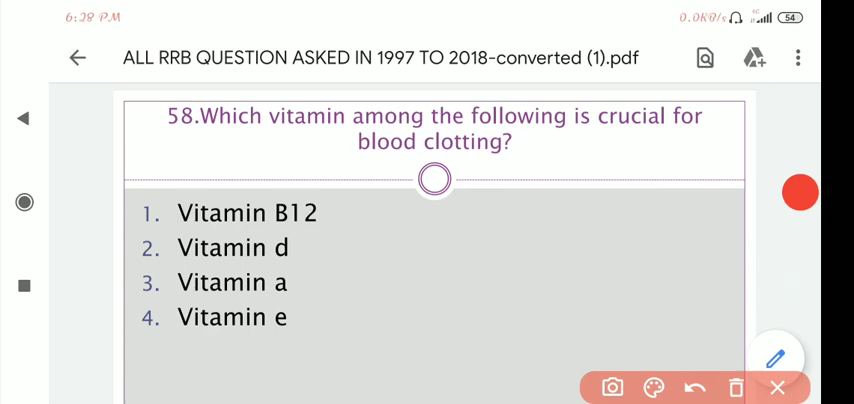 6:28 PM 0.0KB/s 4G 54
ALL RRB QUESTION ASKED IN 1997 TO 2018-converted (1).pdf
58.Which vitamin among the following is crucial for
blood clotting?
1. Vitamin B12
2. Vitamin d
3. Vitamin a
4. Vitamin e